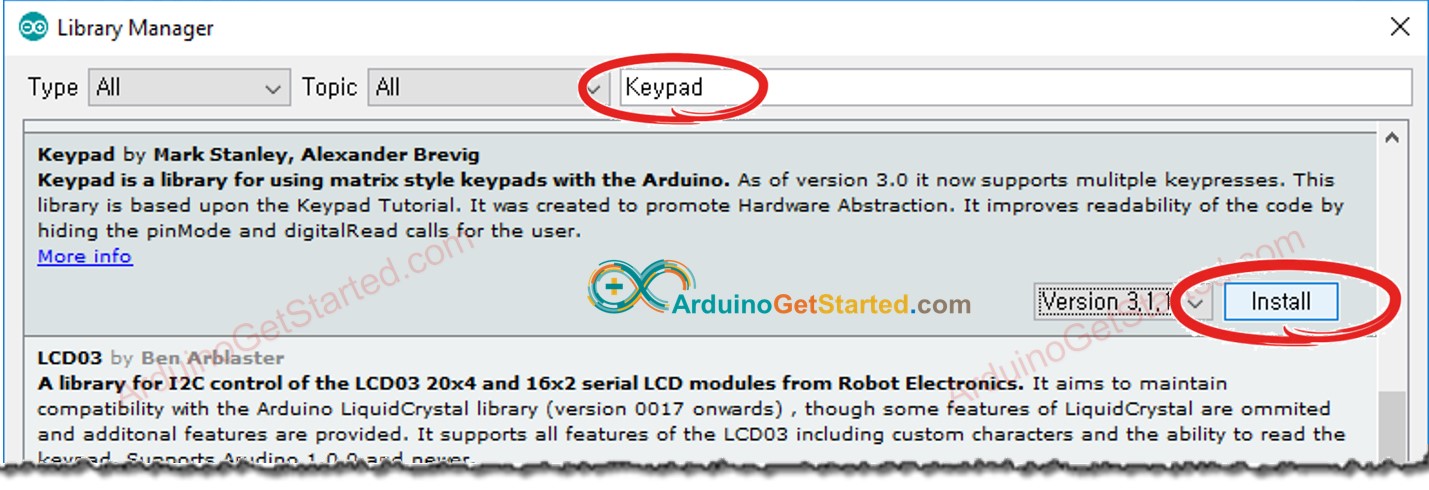 Library Manager
Type All Topic All Keypad
Keypad by Mark Stanley, Alexander Brevig
Keypad is a library for using matrix style keypads with the Arduino. As of version 3.0 it now supports mulitple keypresses. This
library is based upon the Keypad Tutorial. It was created to promote Hardware Abstraction. It improves readability of the code by
hiding the pinMode and digitalRead calls for the user.
More info
ArduinoGetStarted.com
ArduinoGetStarted.com
ArduinoGetStarted.com
Version 3,1,1 Install
LCD03 by Ben Arblaster
A library for I2C control of the LCD03 20x4 and 16x2 serial LCD modules from Robot Electronics. It aims to maintain
compatibility with the Arduino LiquidCrystal library (version 0017 onwards) , though some features of LiquidCrystal are ommited
and additonal features are provided. It supports all features of the LCD03 including custom characters and the ability to read the
keypad. Supports Arudino 1.0.0 and newer.